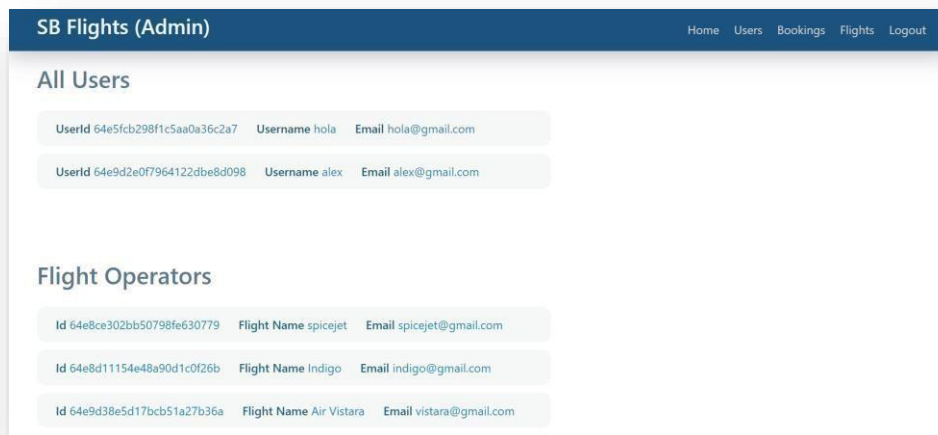 SB Flights (Admin)
Home Users Bookings Flights Logout
All Users
UserId 64e5fcb298f1c5aa0a36c2a7 Username hola Email hola@gmail.com
UserId 64e9d2e0f7964122dbe8d098 Username alex Email alex@gmail.com
Flight Operators
Id 64e8ce302bb50798fe630779 Flight Name spicejet Email spicejet@gmail.com
Id 64e8d11154e48a90d1c0f26b Flight Name Indigo Email indigo@gmail.com
Id 64e9d38e5d17bcb51a27b36a Flight Name Air Vistara Email vistara@gmail.com